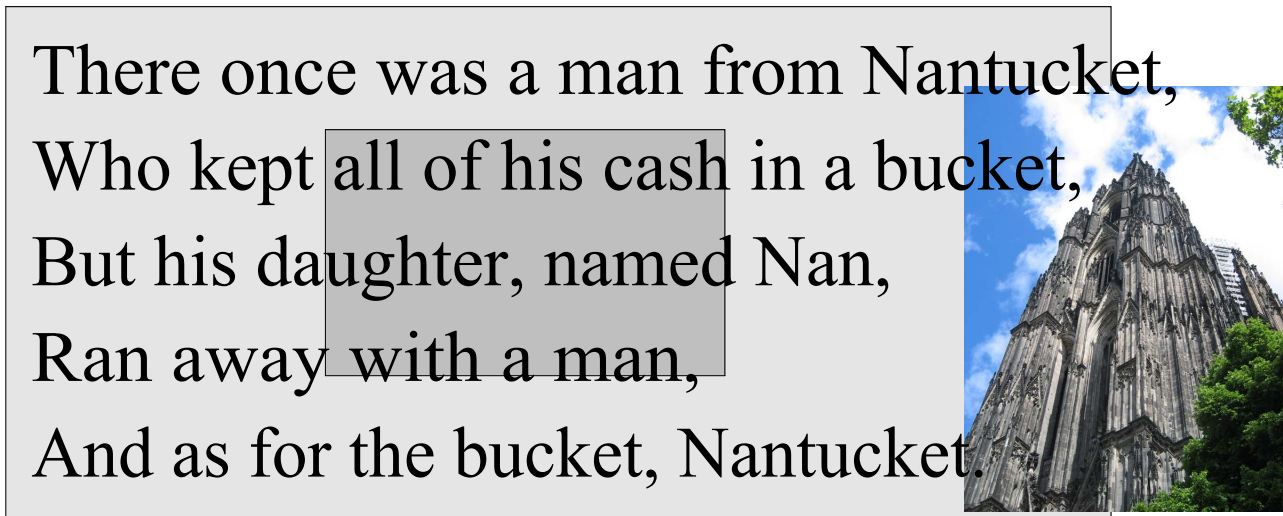 There once was a man from Nantucket,
Who kept all of his cash in a bucket,
But his daughter, named Nan,
Ran away with a man,
And as for the bucket, Nantucket.